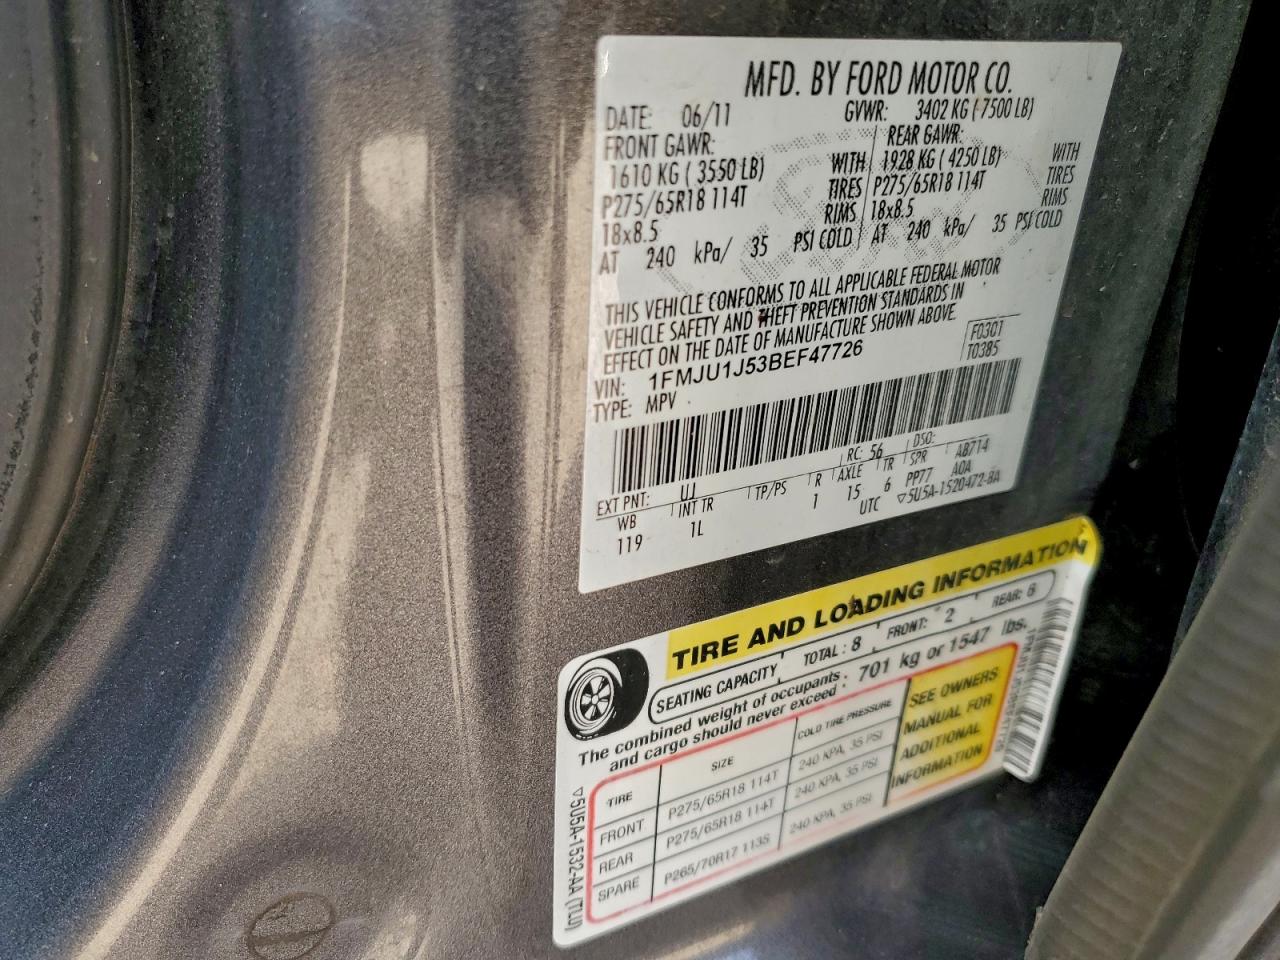 MFD. BY FORD MOTOR CO.
DATE: 06/11 GVWR: 3402 KG ( 7500 LB)
FRONT GAWR: REAR GAWR:
1610 KG ( 3550 LB) WITH 1928 KG ( 4250 LB) WITH
P275/65R18 114T TIRES P275/65R18 114T TIRES
18x8.5 RIMS 18x8.5 RIMS
AT 240 kPa/ 35 PSI COLD AT 240 kPa/ 35 PSI COLD
THIS VEHICLE CONFORMS TO ALL APPLICABLE FEDERAL MOTOR
VEHICLE SAFETY AND THEFT PREVENTION STANDARDS IN
EFFECT ON THE DATE OF MANUFACTURE SHOWN ABOVE.
VIN: 1FMJU1J53BEF47726 F0301
TYPE: MPV T0385
EXT PNT: UJ RC: 56 DSO:
WB INT TR TP/PS R AXLE TR SPR AB714
119 1L 1 15 6 PP77 AOA
UTC ▽5U5A-1520472-BA
TIRE AND LOADING INFORMATION
SEATING CAPACITY TOTAL : 8 FRONT: 2 REAR: 6
The combined weight of occupants
and cargo should never exceed : 701 kg or 1547 lbs.
TIRE SIZE COLD TIRE PRESSURE
FRONT P275/65R18 114T 240 KPA, 35 PSI
REAR P275/65R18 114T 240 KPA, 35 PSI
SPARE P265/70R17 113S 240 KPA, 35 PSI
SEE OWNERS
MANUAL FOR
ADDITIONAL
INFORMATION
▽5U5A-1532-AA (TLU)